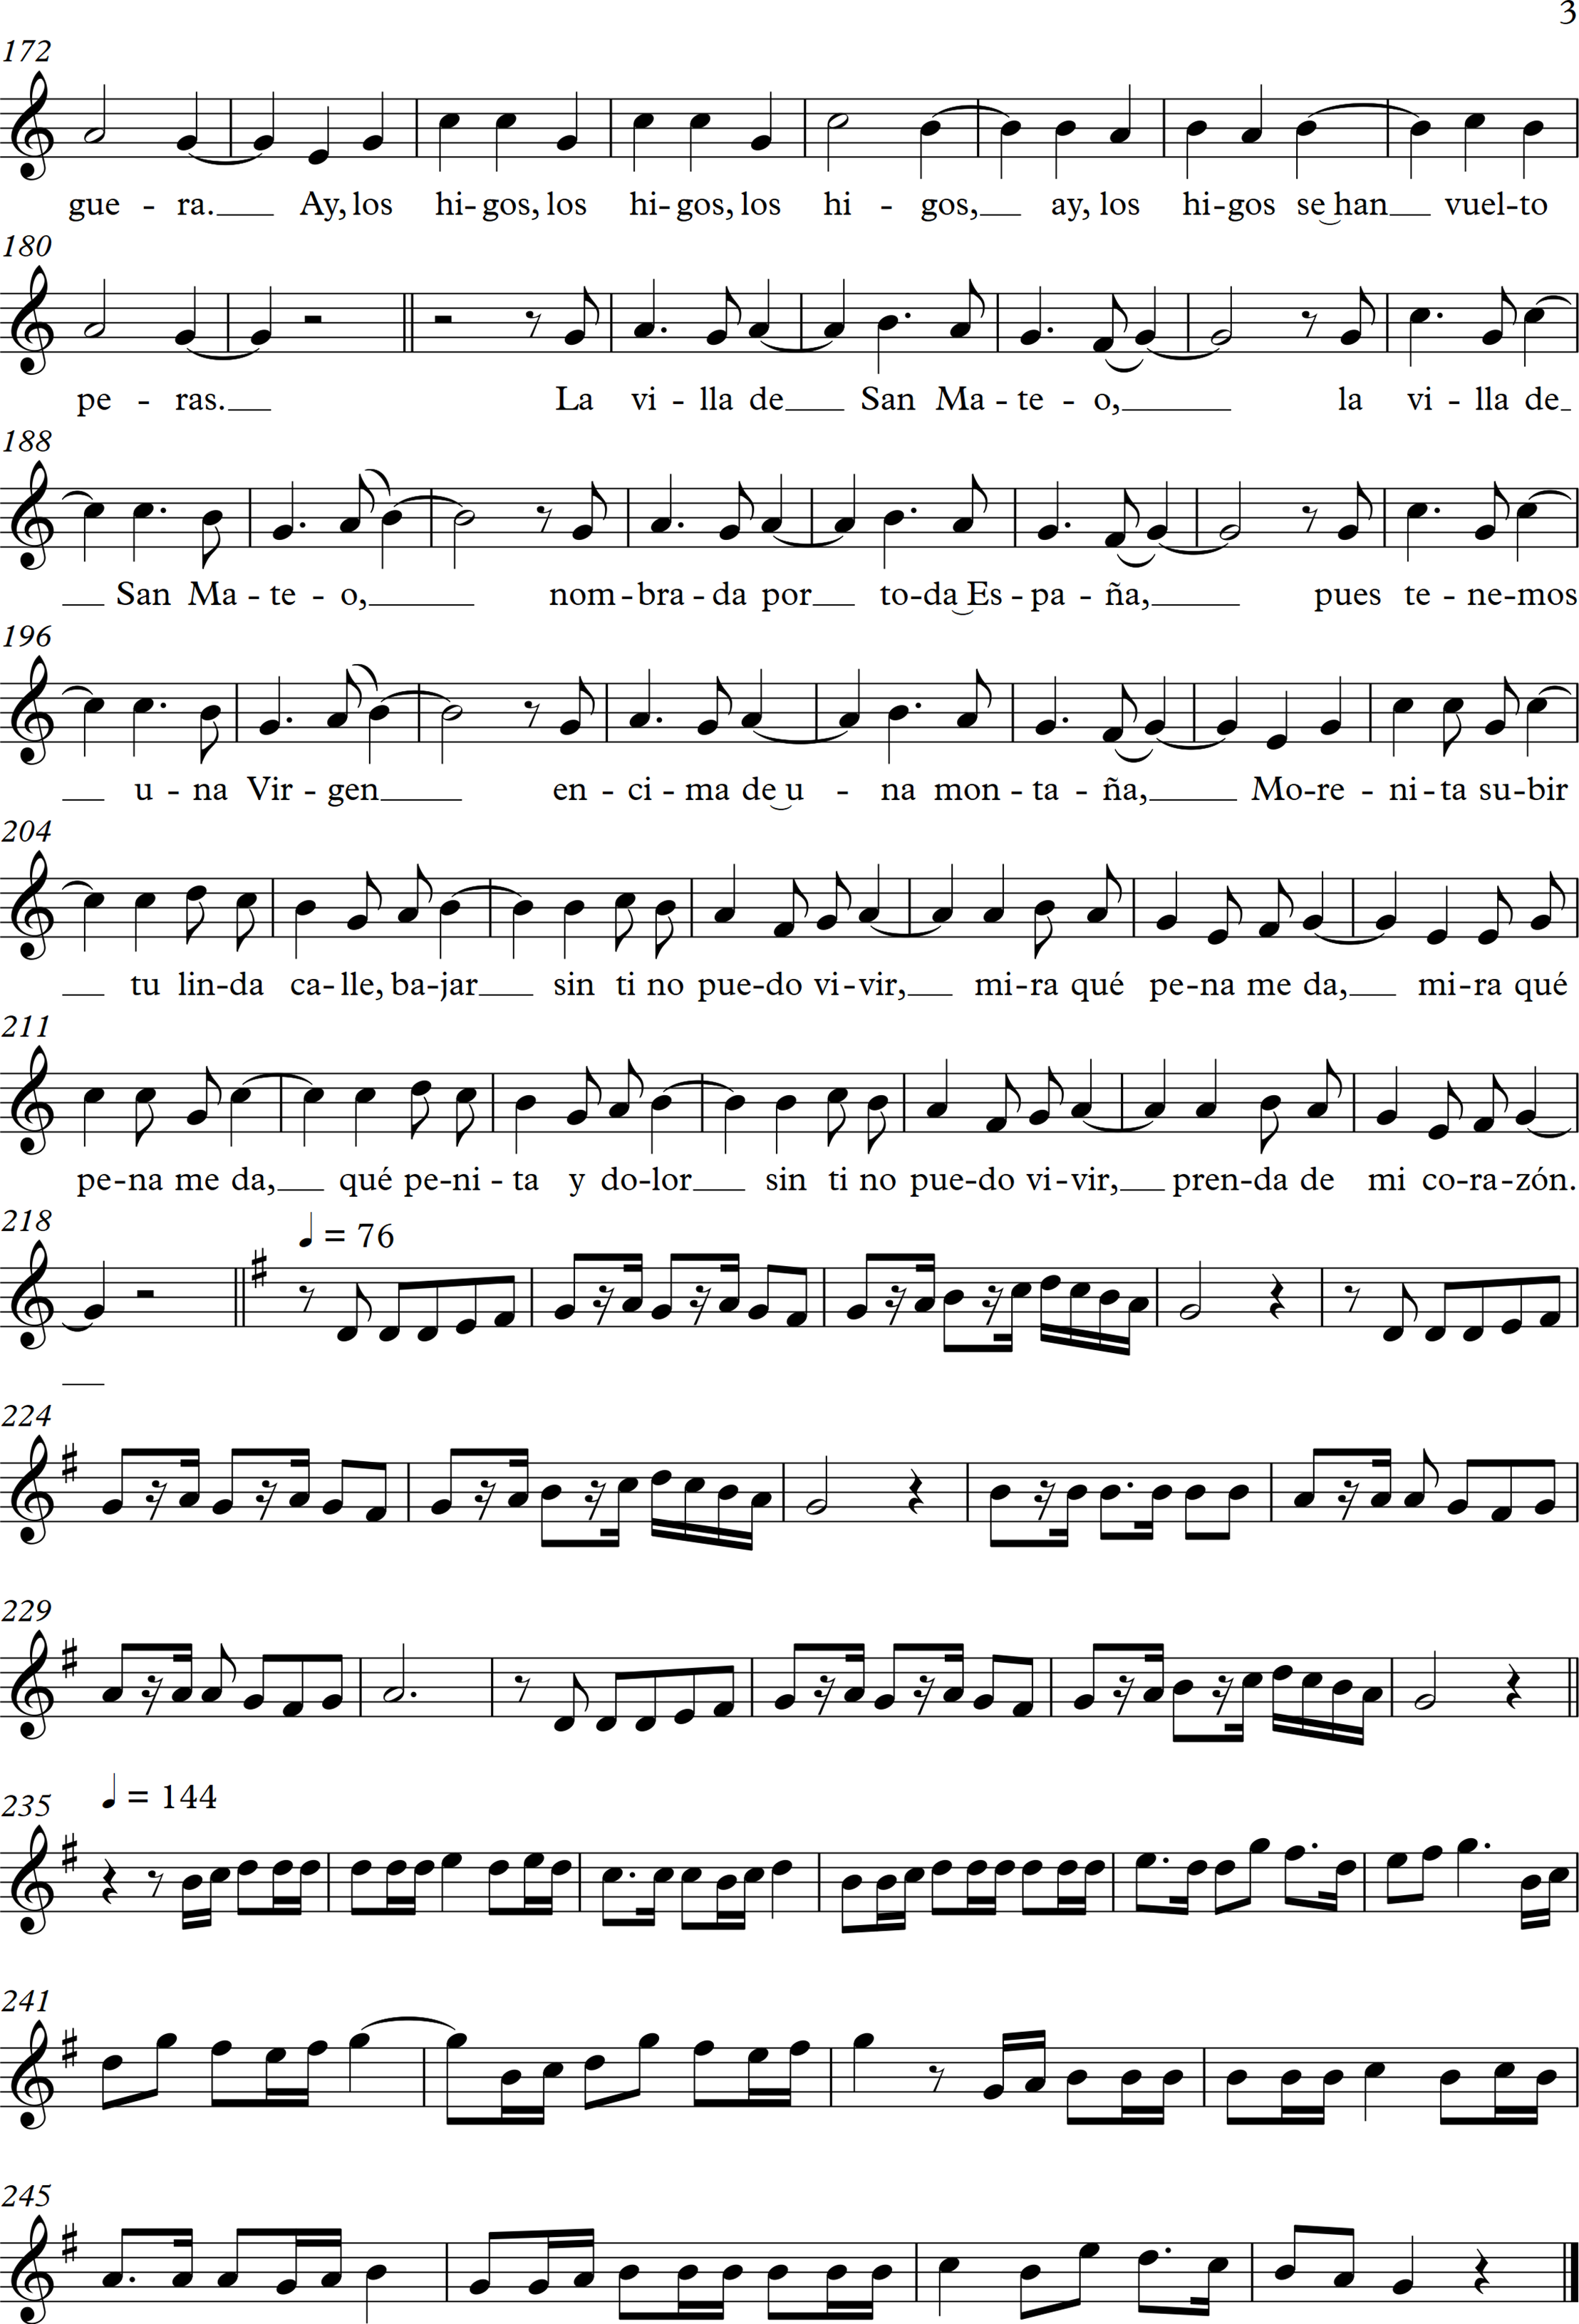 3
172
gue - ra. Ay, los hi-gos, los hi-gos, los hi - gos, ay, los hi-gos se han vuel-to
180
pe - ras. La vi - lla de San Ma - te - o, la vi - lla de
188
San Ma - te - o, nom - bra - da por to-da Es - pa - ña, pues te - ne-mos
196
u - na Vir - gen en - ci - ma de u - na mon - ta - ña, Mo-re - ni - ta su-bir
204
tu lin-da ca-lle, ba-jar sin ti no pue-do vi-vir, mi-ra qué pe-na me da, mi-ra qué
211
pe-na me da, qué pe-ni - ta y do-lor sin ti no pue-do vi-vir, pren-da de mi co-ra-zón.
218
♩ = 76
224
229
235
♩ = 144
241
245